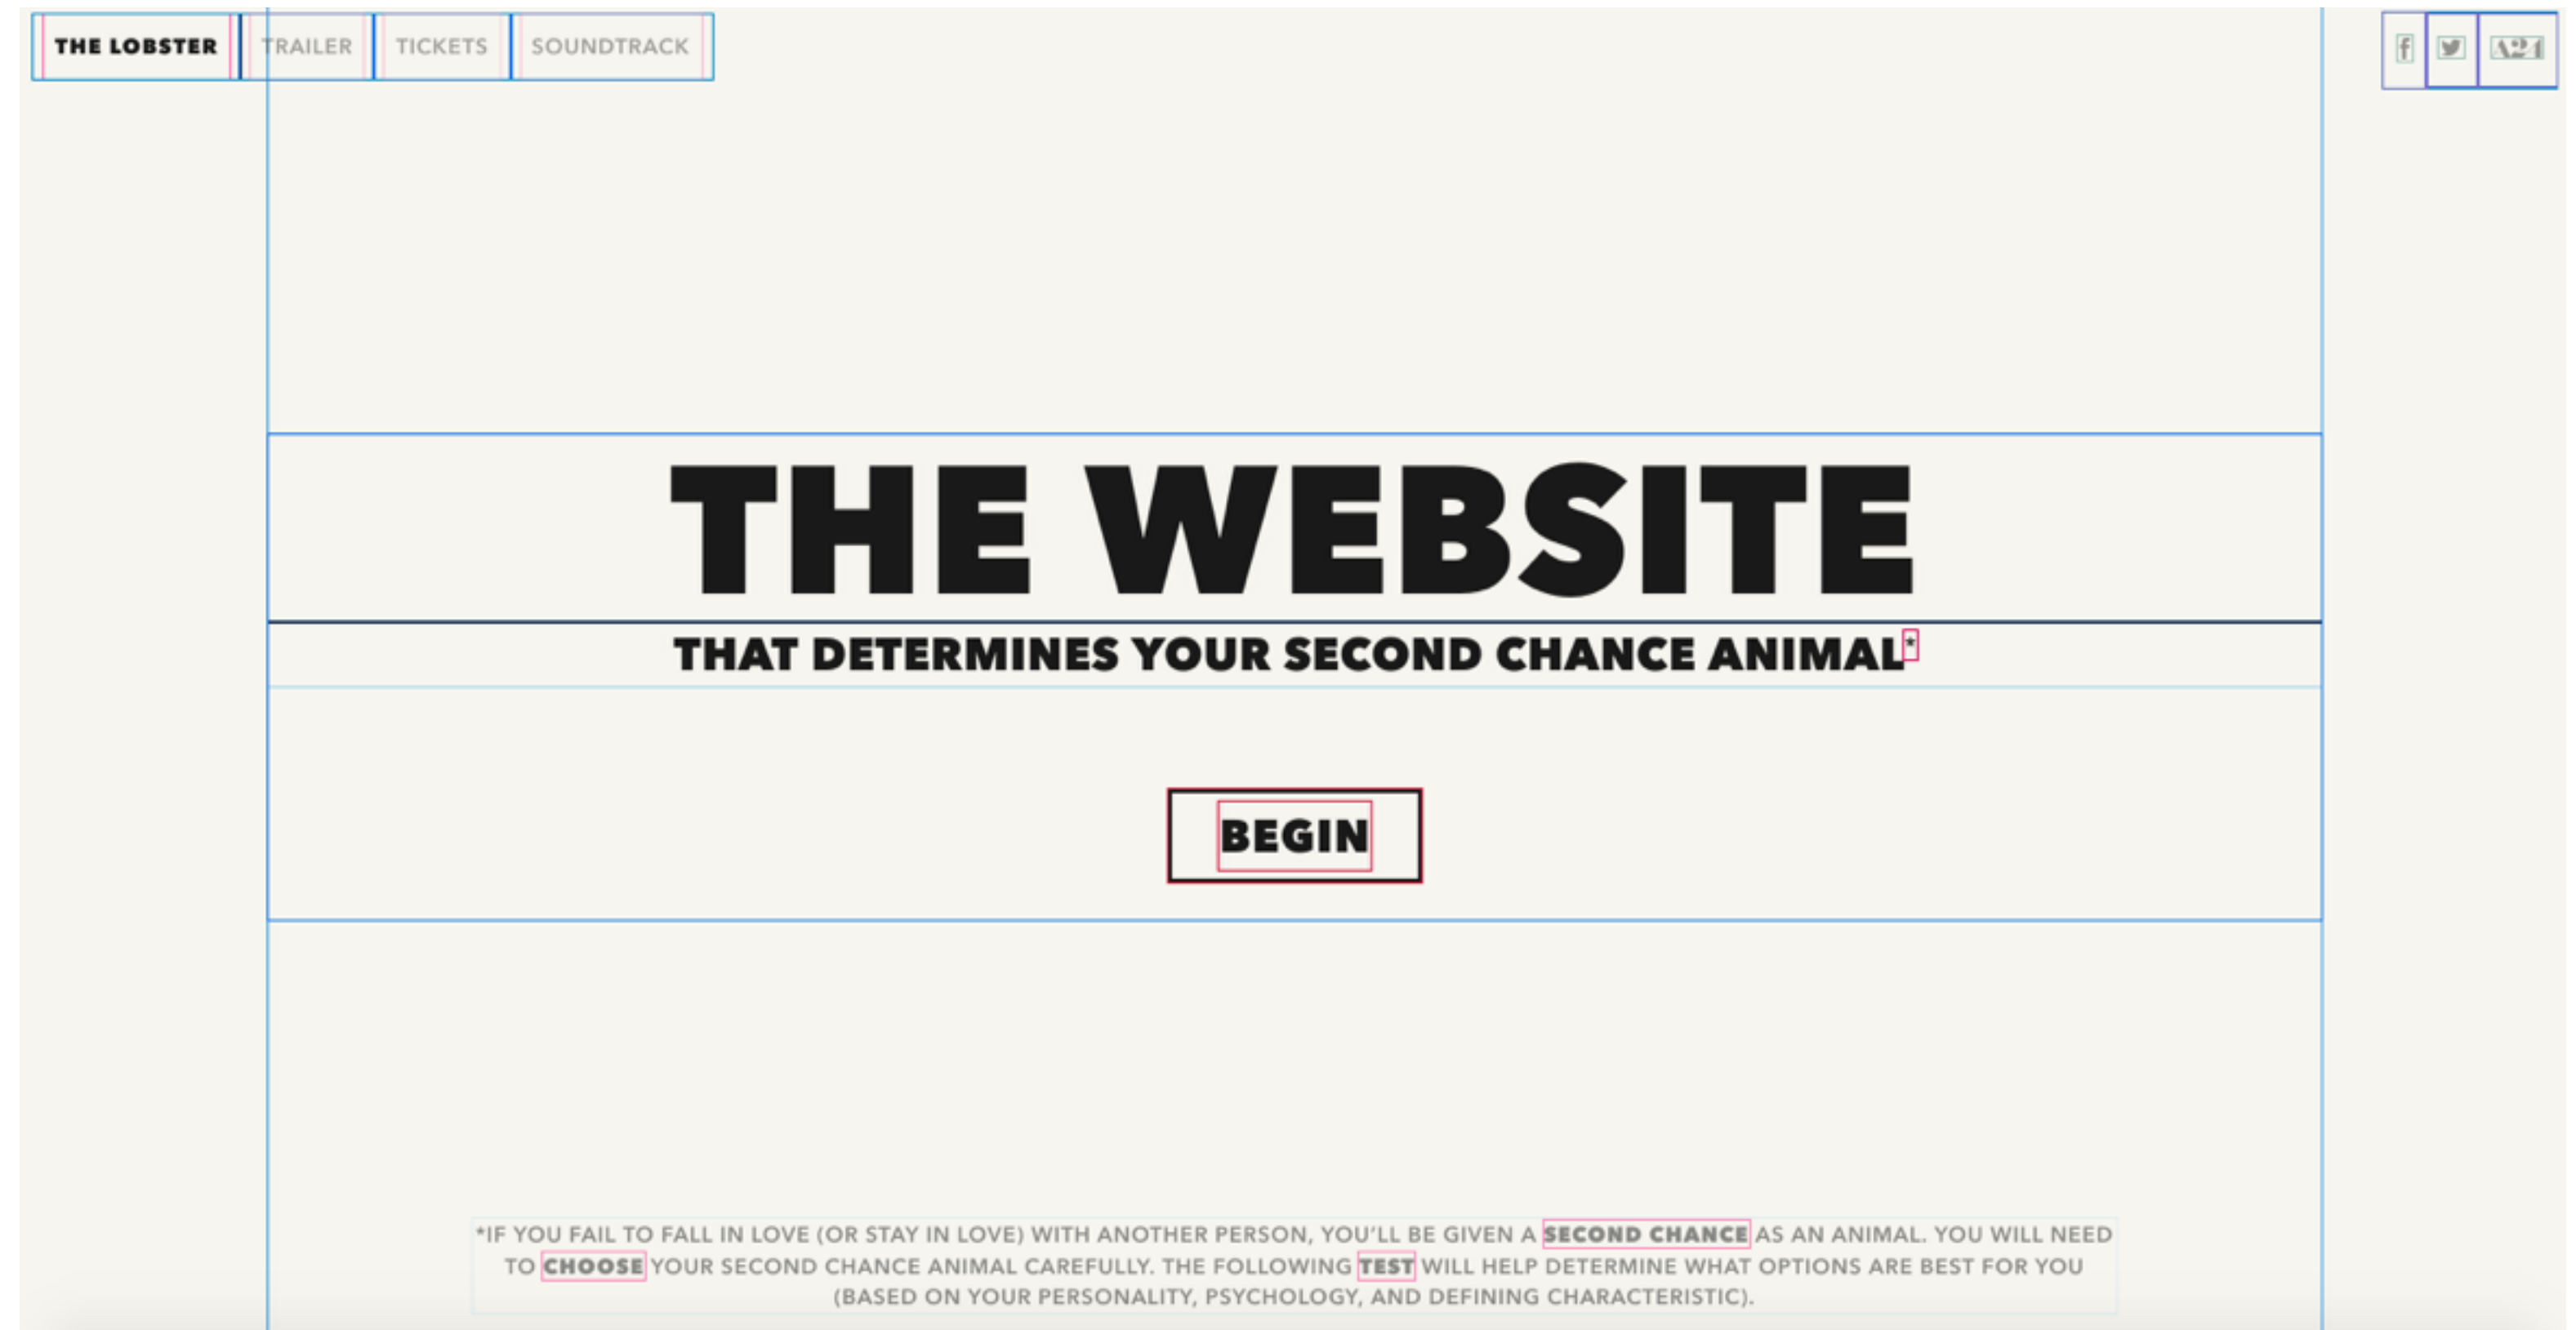 THE LOBSTER TRAILER TICKETS SOUNDTRACK f A24
THE WEBSITE
THAT DETERMINES YOUR SECOND CHANCE ANIMAL*
BEGIN
*IF YOU FAIL TO FALL IN LOVE (OR STAY IN LOVE) WITH ANOTHER PERSON, YOU’LL BE GIVEN A SECOND CHANCE AS AN ANIMAL. YOU WILL NEED
TO CHOOSE YOUR SECOND CHANCE ANIMAL CAREFULLY. THE FOLLOWING TEST WILL HELP DETERMINE WHAT OPTIONS ARE BEST FOR YOU
(BASED ON YOUR PERSONALITY, PSYCHOLOGY, AND DEFINING CHARACTERISTIC).